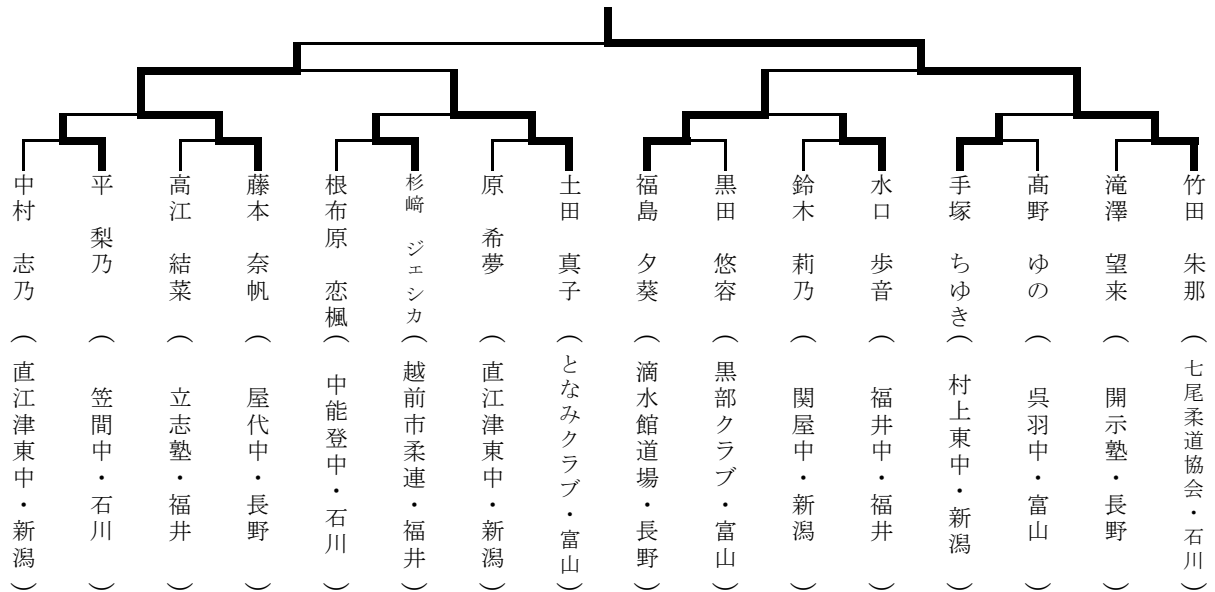 中村 志乃 （直江津東中・新潟）
平 梨乃 （笠間中・石川）
高江 結菜 （立志塾・福井）
藤本 奈帆 （屋代中・長野）
根布原 恋楓 （中能登中・石川）
杉﨑 ジェシカ （越前市柔連・福井）
原 希夢 （直江津東中・新潟）
土田 真子 （となみクラブ・富山）
福島 夕葵 （滴水館道場・長野）
黒田 悠容 （黒部クラブ・富山）
鈴木 莉乃 （関屋中・新潟）
水口 歩音 （福井中・福井）
手塚 ちゆき （村上東中・新潟）
髙野 ゆの （呉羽中・富山）
滝澤 望来 （開示塾・長野）
竹田 朱那 （七尾柔道協会・石川）